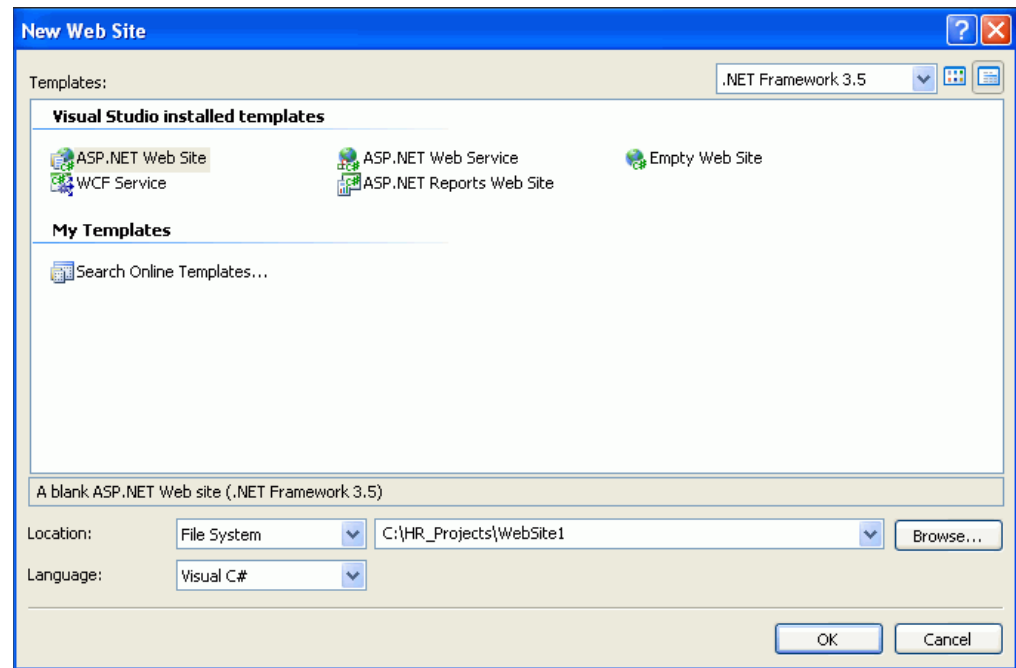 New Web Site
Templates:
.NET Framework 3.5
Visual Studio installed templates
ASP.NET Web Site
ASP.NET Web Service
Empty Web Site
WCF Service
ASP.NET Reports Web Site
My Templates
Search Online Templates...
A blank ASP.NET Web site (.NET Framework 3.5)
Location:
File System
C:\HR_Projects\WebSite1
Browse...
Language:
Visual C#
OK
Cancel